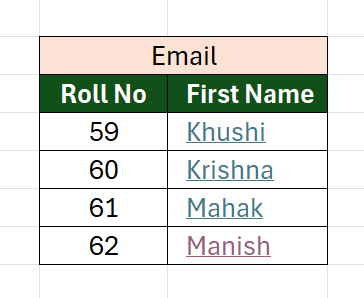 Email
Roll No First Name
59 Khushi
60 Krishna
61 Mahak
62 Manish